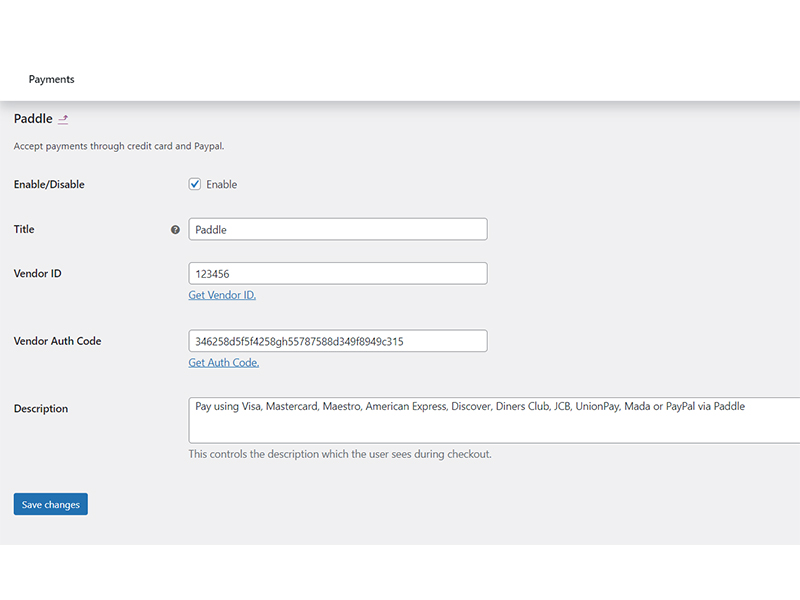 Payments
Paddle
Accept payments through credit card and Paypal.
Enable/Disable
Enable
Title
?
Paddle
Vendor ID
123456
Get Vendor ID.
Vendor Auth Code
346258d5f5f4258gh55787588d349f8949c315
Get Auth Code.
Description
Pay using Visa, Mastercard, Maestro, American Express, Discover, Diners Club, JCB, UnionPay, Mada or PayPal via Paddle
This controls the description which the user sees during checkout.
Save changes